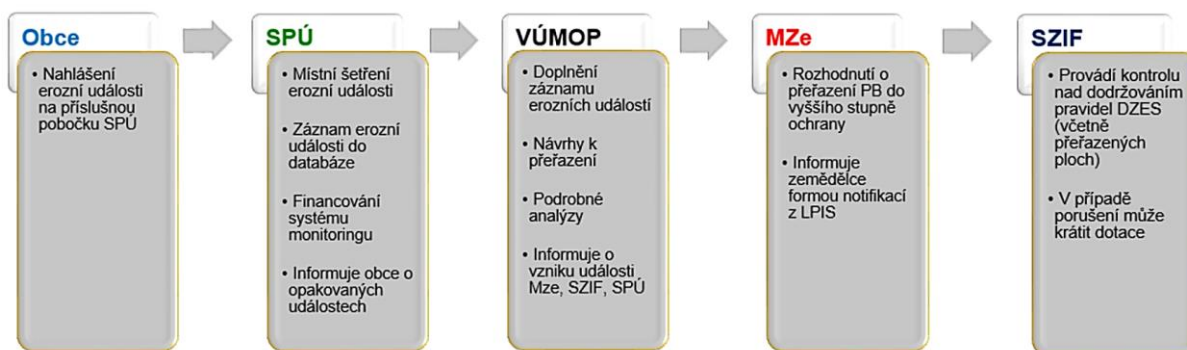 Obce
• Nahlášení
erozní události
na příslušnou
pobočku SPÚ
SPÚ
• Místní šetření
erozní události
• Záznam erozní
události do
databáze
• Financování
systému
monitoringu
• Informuje obce o
opakovaných
událostech
VÚMOP
• Doplnění
záznamu
erozních událostí
• Návrhy k
přeřazení
• Podrobné
analýzy
• Informuje o
vzniku události
Mze, SZIF, SPÚ
MZe
• Rozhodnutí o
přeřazení PB do
vyššího stupně
ochrany
• Informuje
zemědělce
formou notifikací
z LPIS
SZIF
• Provádí kontrolu
nad dodržováním
pravidel DZES
(včetně
přeřazených
ploch)
• V případě
porušení může
krátit dotace